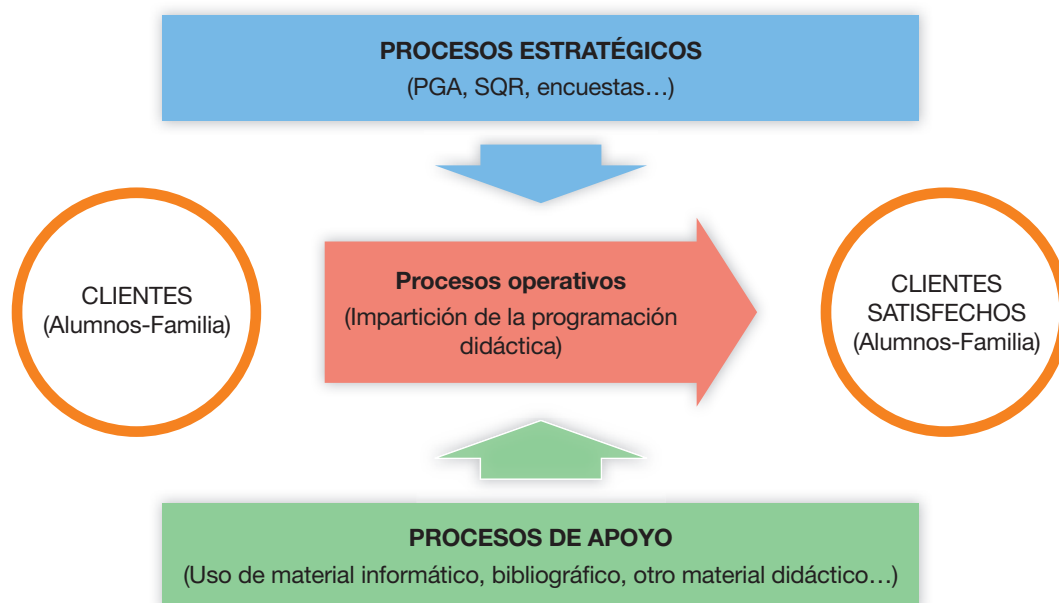 PROCESOS ESTRATÉGICOS
(PGA, SQR, encuestas…)
CLIENTES
(Alumnos-Familia)
Procesos operativos
(Impartición de la programación
didáctica)
CLIENTES
SATISFECHOS
(Alumnos-Familia)
PROCESOS DE APOYO
(Uso de material informático, bibliográfico, otro material didáctico…)